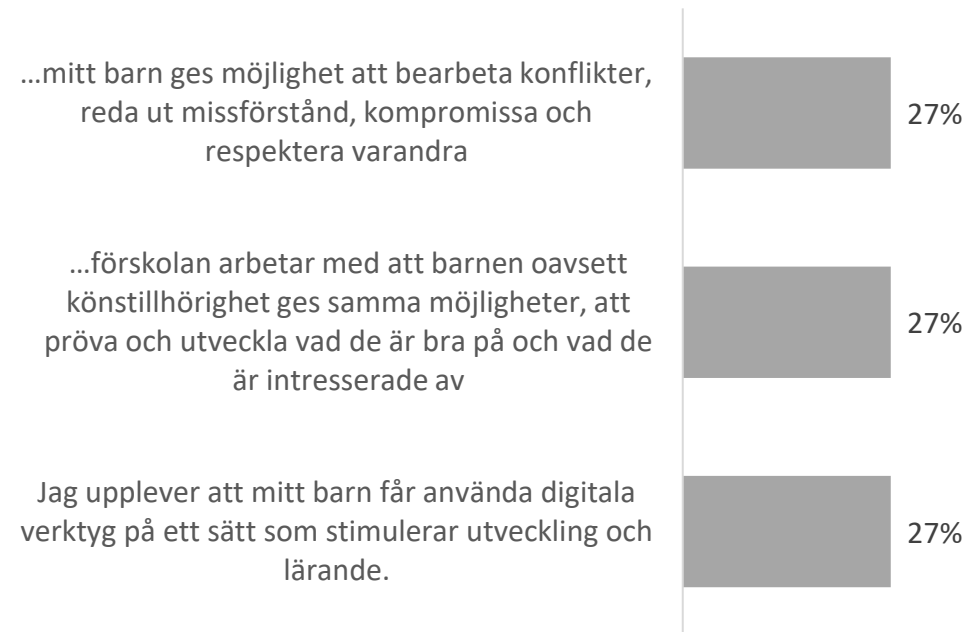 ...mitt barn ges möjlighet att bearbeta konflikter,
reda ut missförstånd, kompromissa och
respektera varandra
27%
...förskolan arbetar med att barnen oavsett
könstillhörighet ges samma möjligheter, att
pröva och utveckla vad de är bra på och vad de
är intresserade av
27%
Jag upplever att mitt barn får använda digitala
verktyg på ett sätt som stimulerar utveckling och
lärande.
27%